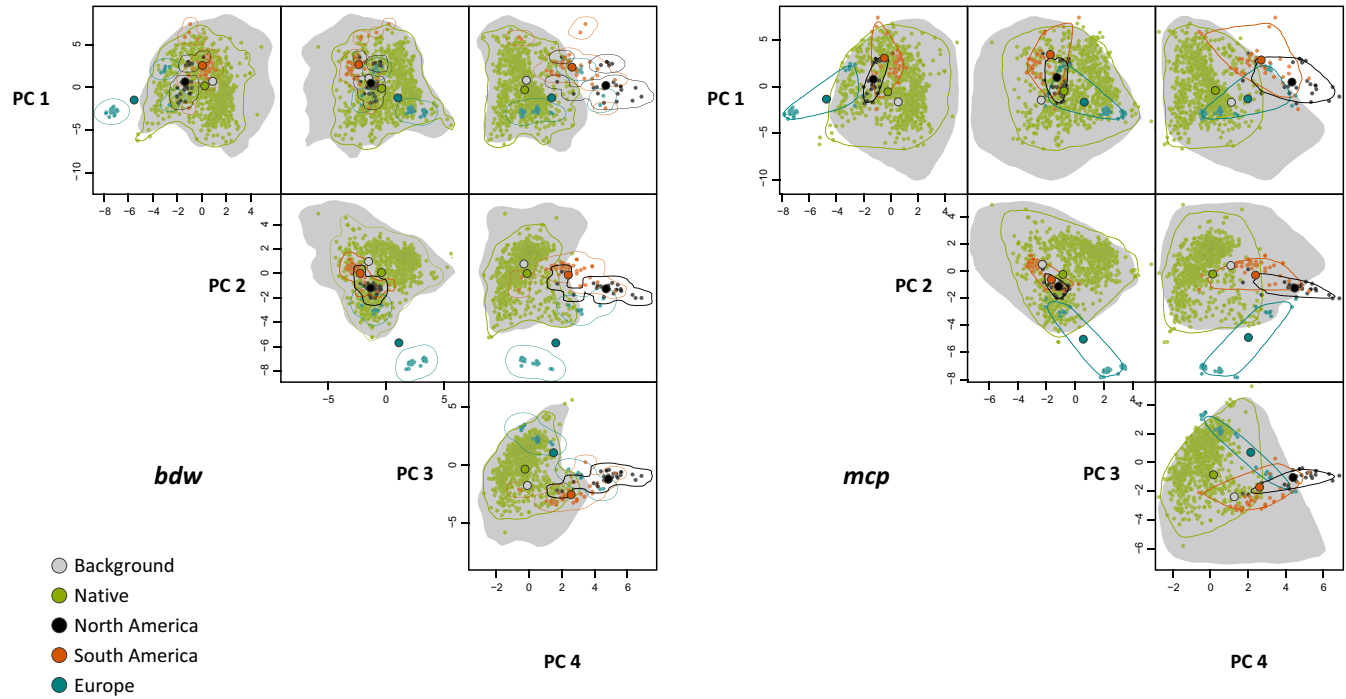 5
0
−5
−10
PC 1
−8 −6 −4 −2 0 2 4
4
2
0
−2
−4
−6
−8
PC 2
−5 0 5
5
0
−5
PC 3
−2 0 2 4 6
bdw
PC 4
Background
Native
North America
South America
Europe
5
0
−5
−10
PC 1
−8 −6 −4 −2 0 2 4
4
2
0
−2
−4
−6
−8
PC 2
−6 −4 −2 0 2 4
4
2
0
−2
−4
−6
PC 3
−2 0 2 4 6
mcp
PC 4